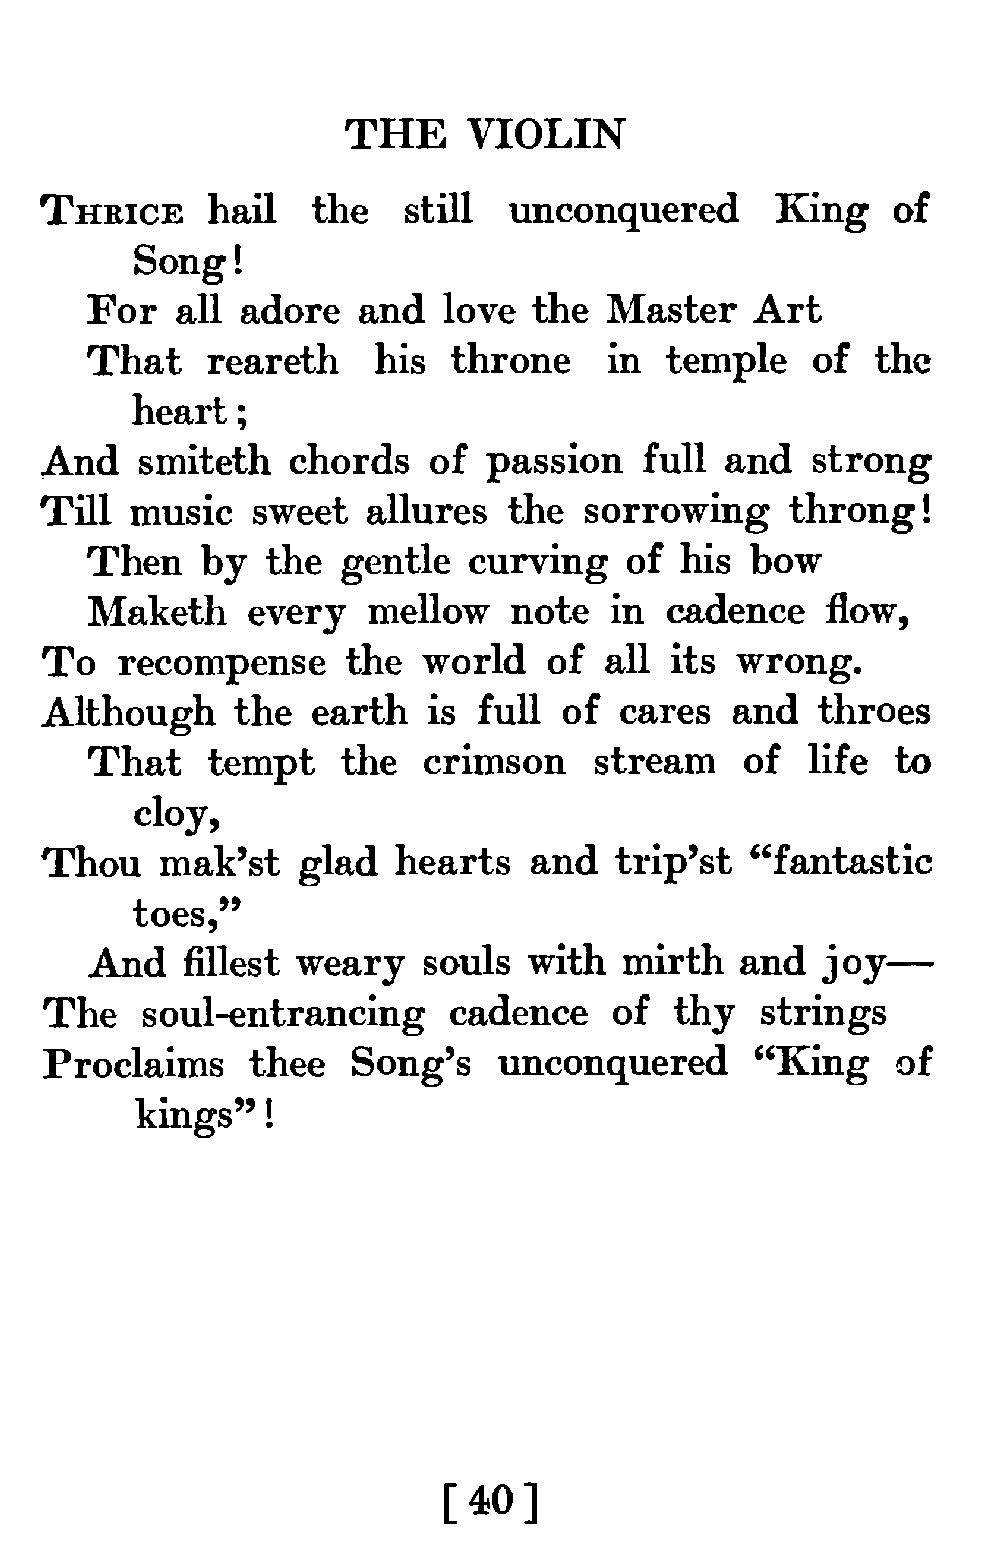 THE VIOLIN
THRICE hail the still unconquered King of
Song!
For all adore and love the Master Art
That reareth his throne in temple of the
heart;
And smiteth chords of passion full and strong
Till music sweet allures the sorrowing throng!
Then by the gentle curving of his bow
Maketh every mellow note in cadence flow,
To recompense the world of all its wrong.
Although the earth is full of cares and throes
That tempt the crimson stream of life to
cloy,
Thou mak’st glad hearts and trip’st “fantastic
toes,”
And fillest weary souls with mirth and joy—
The soul-entrancing cadence of thy strings
Proclaims thee Song’s unconquered “King of
kings”!
[40]